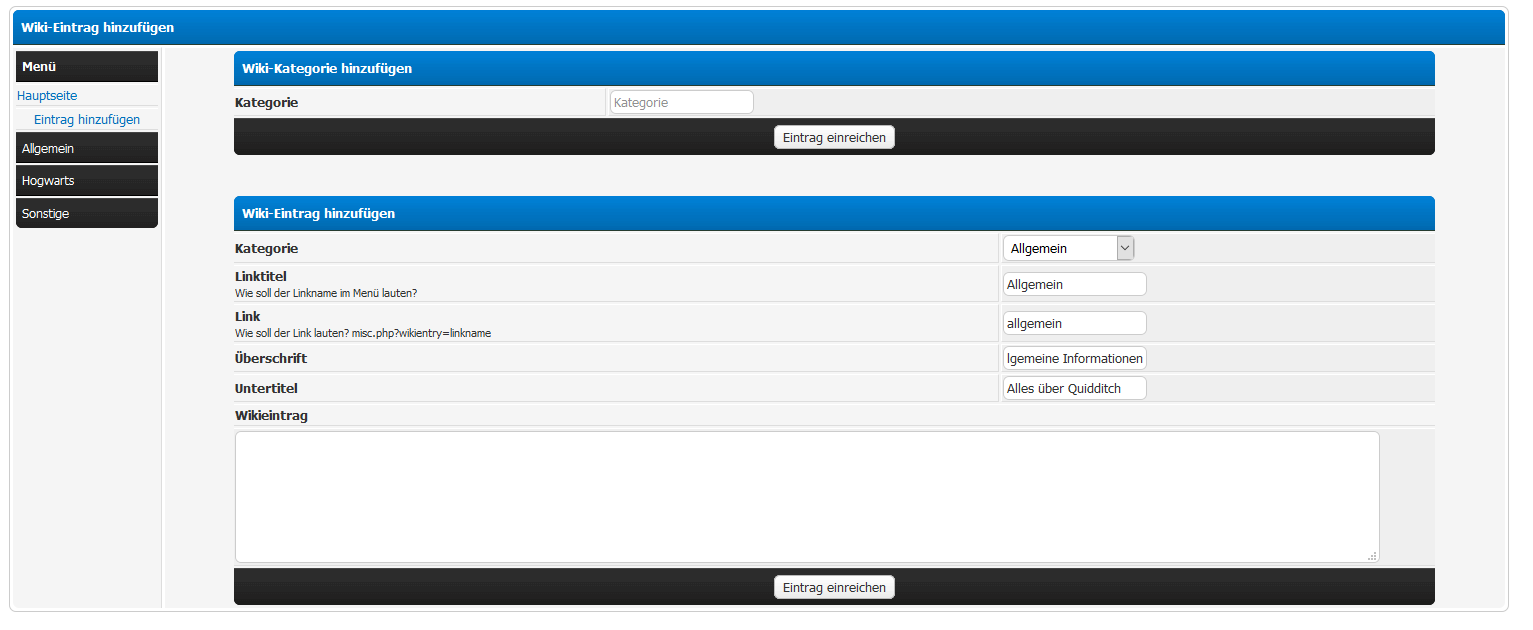 Wiki-Eintrag hinzufügen
Menü
Hauptseite
Eintrag hinzufügen
Allgemein
Hogwarts
Sonstige
Wiki-Kategorie hinzufügen
Kategorie Kategorie
Eintrag einreichen
Wiki-Eintrag hinzufügen
Kategorie Allgemein
Linktitel
Wie soll der Linkname im Menü lauten?
Allgemein
Link
Wie soll der Link lauten? misc.php?wikientry=linkname
allgemein
Überschrift lgemeine Informationen
Untertitel Alles über Quidditch
Wikieintrag
Eintrag einreichen